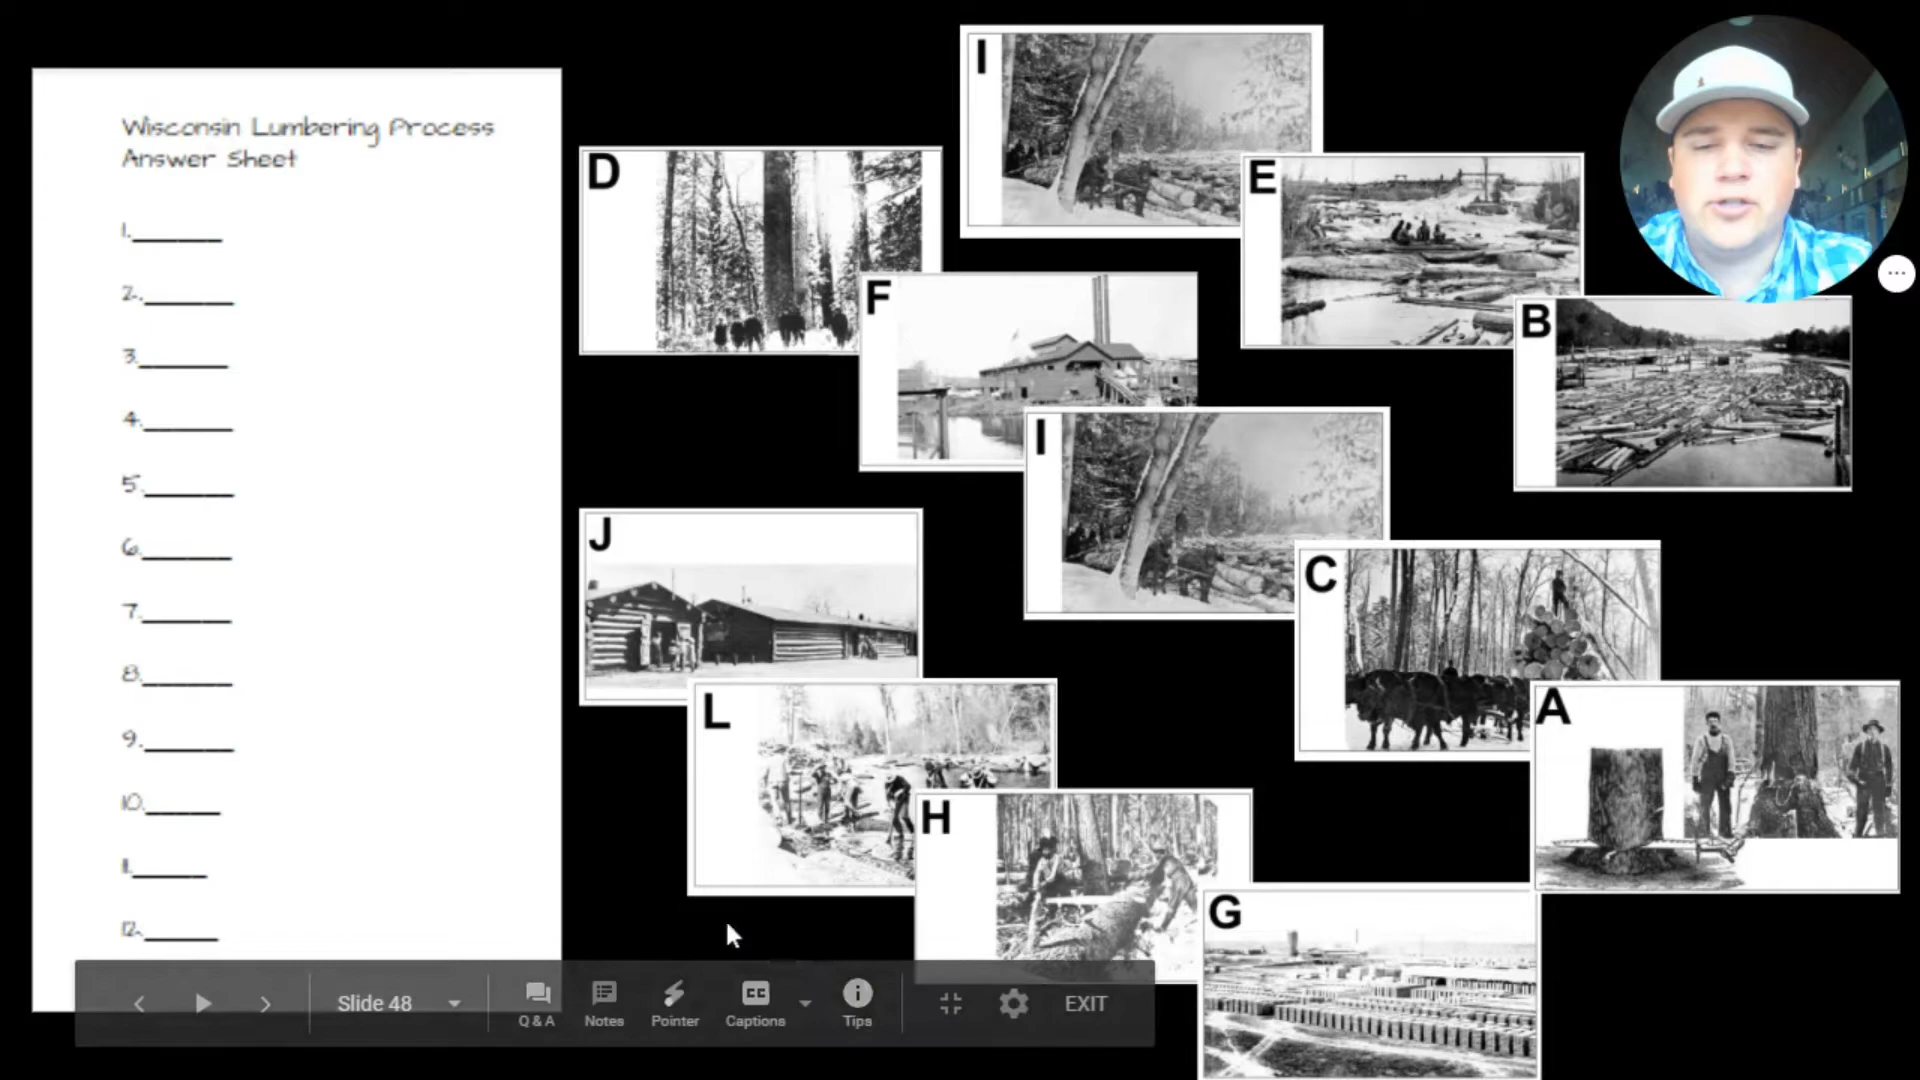 Wisconsin Lumbering Process
Answer Sheet
1.
2.
3.
4.
5.
6.
7.
8.
9.
10.
11.
12.
I
D
E
F
B
I
J
C
L
A
H
G
Slide 48
Q & A
Notes
Pointer
CC
Captions
Tips
EXIT